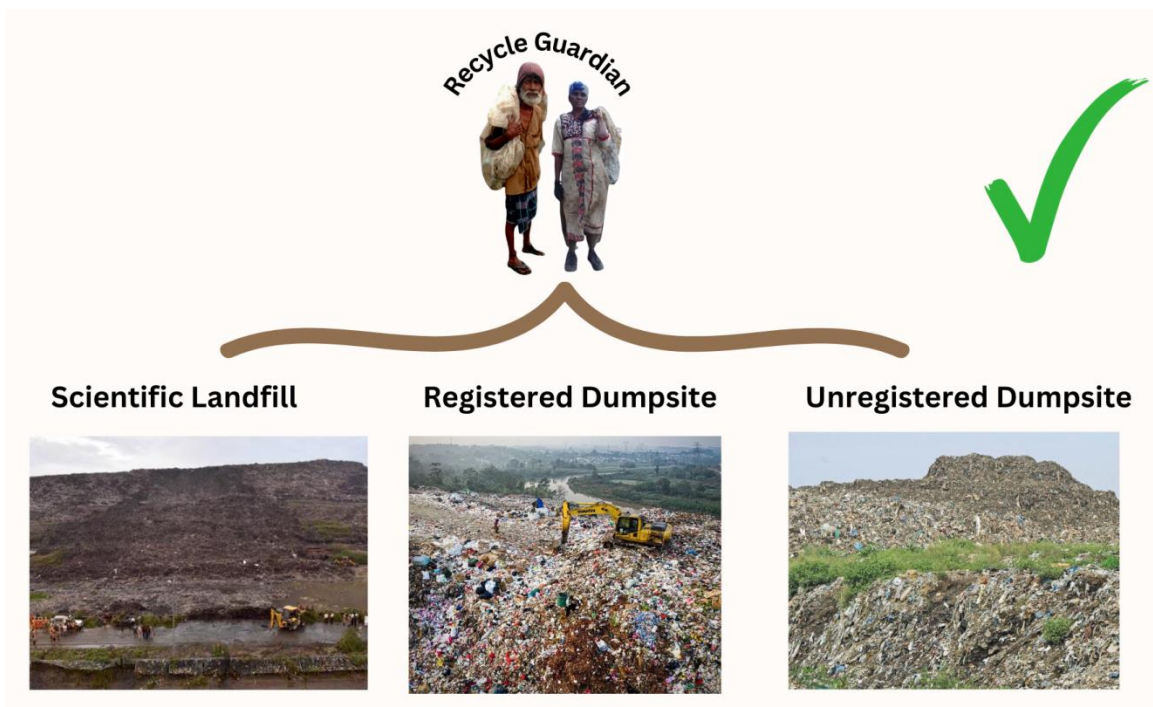 Recycle Guardian
Scientific Landfill
Registered Dumpsite
Unregistered Dumpsite